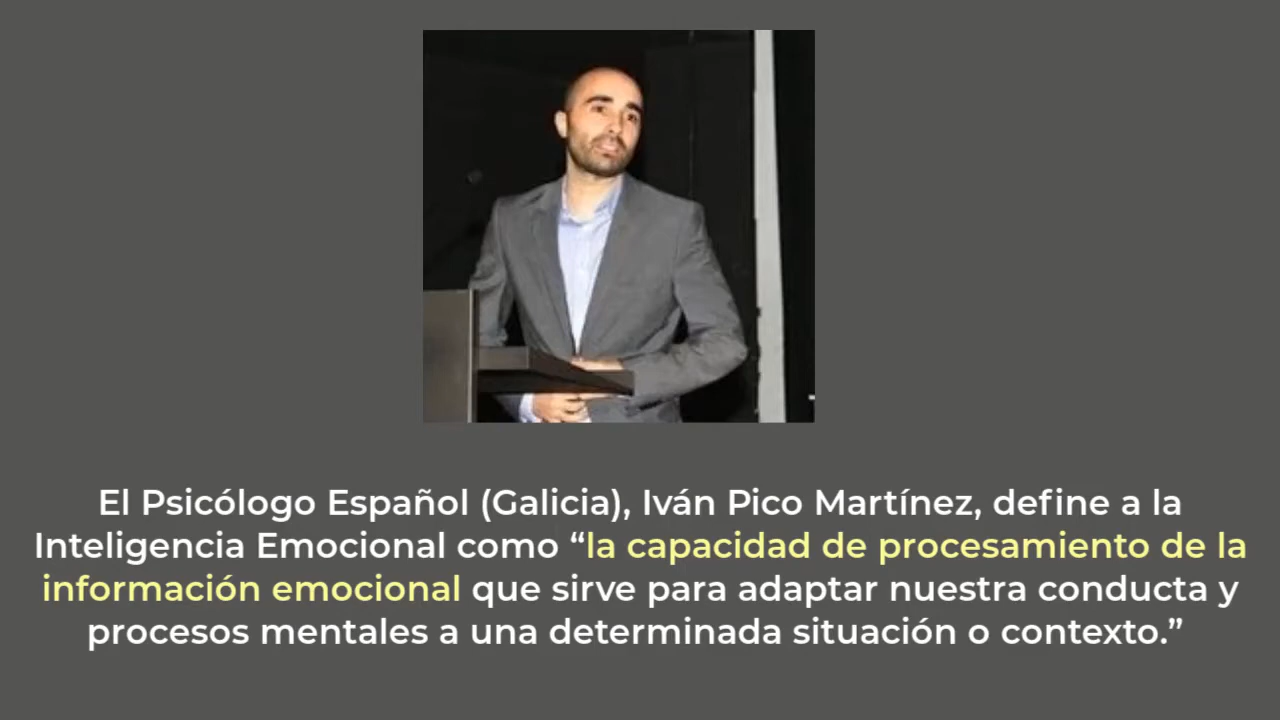 El Psicólogo Español (Galicia), Iván Pico Martínez, define a la
Inteligencia Emocional como “la capacidad de procesamiento de la
información emocional que sirve para adaptar nuestra conducta y
procesos mentales a una determinada situación o contexto.”